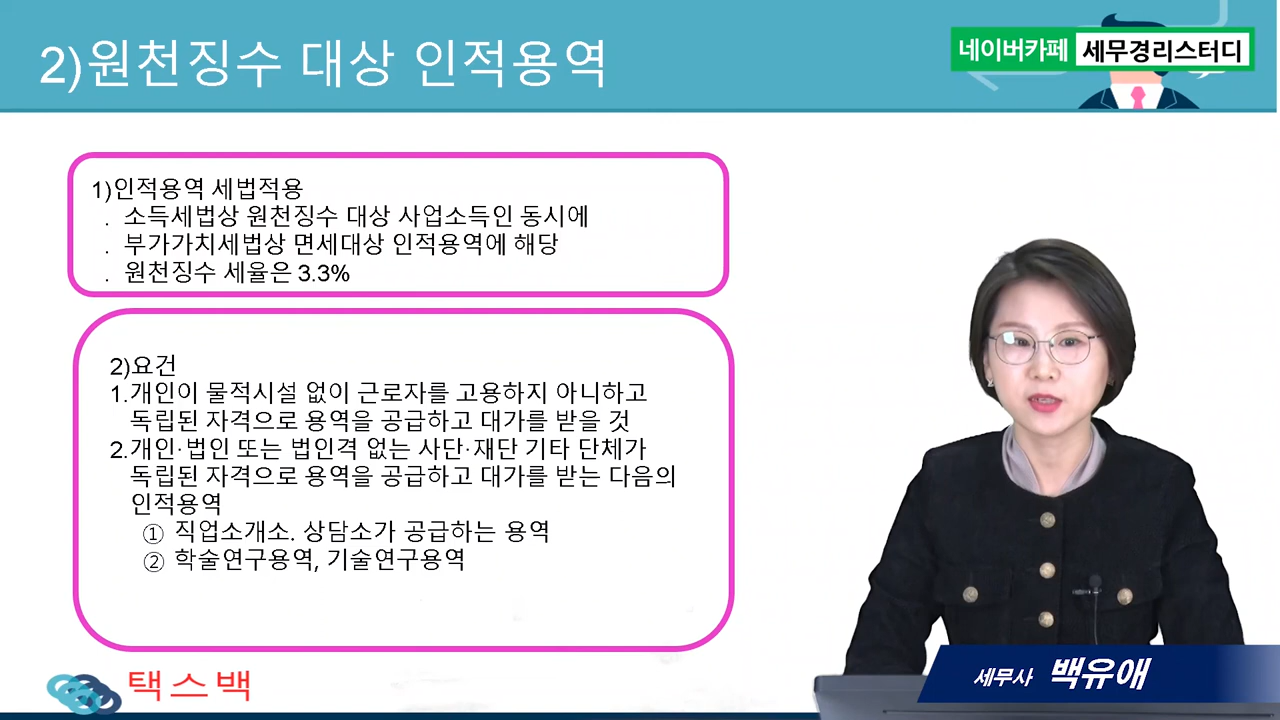 2)원천징수 대상 인적용역
네이버카페 세무경리스터디
1)인적용역 세법적용
. 소득세법상 원천징수 대상 사업소득인 동시에
. 부가가치세법상 면세대상 인적용역에 해당
. 원천징수 세율은 3.3%
2)요건
1.개인이 물적시설 없이 근로자를 고용하지 아니하고
독립된 자격으로 용역을 공급하고 대가를 받을 것
2.개인·법인 또는 법인격 없는 사단·재단 기타 단체가
독립된 자격으로 용역을 공급하고 대가를 받는 다음의
인적용역
① 직업소개소. 상담소가 공급하는 용역
② 학술연구용역, 기술연구용역
택스백
세무사 백유애